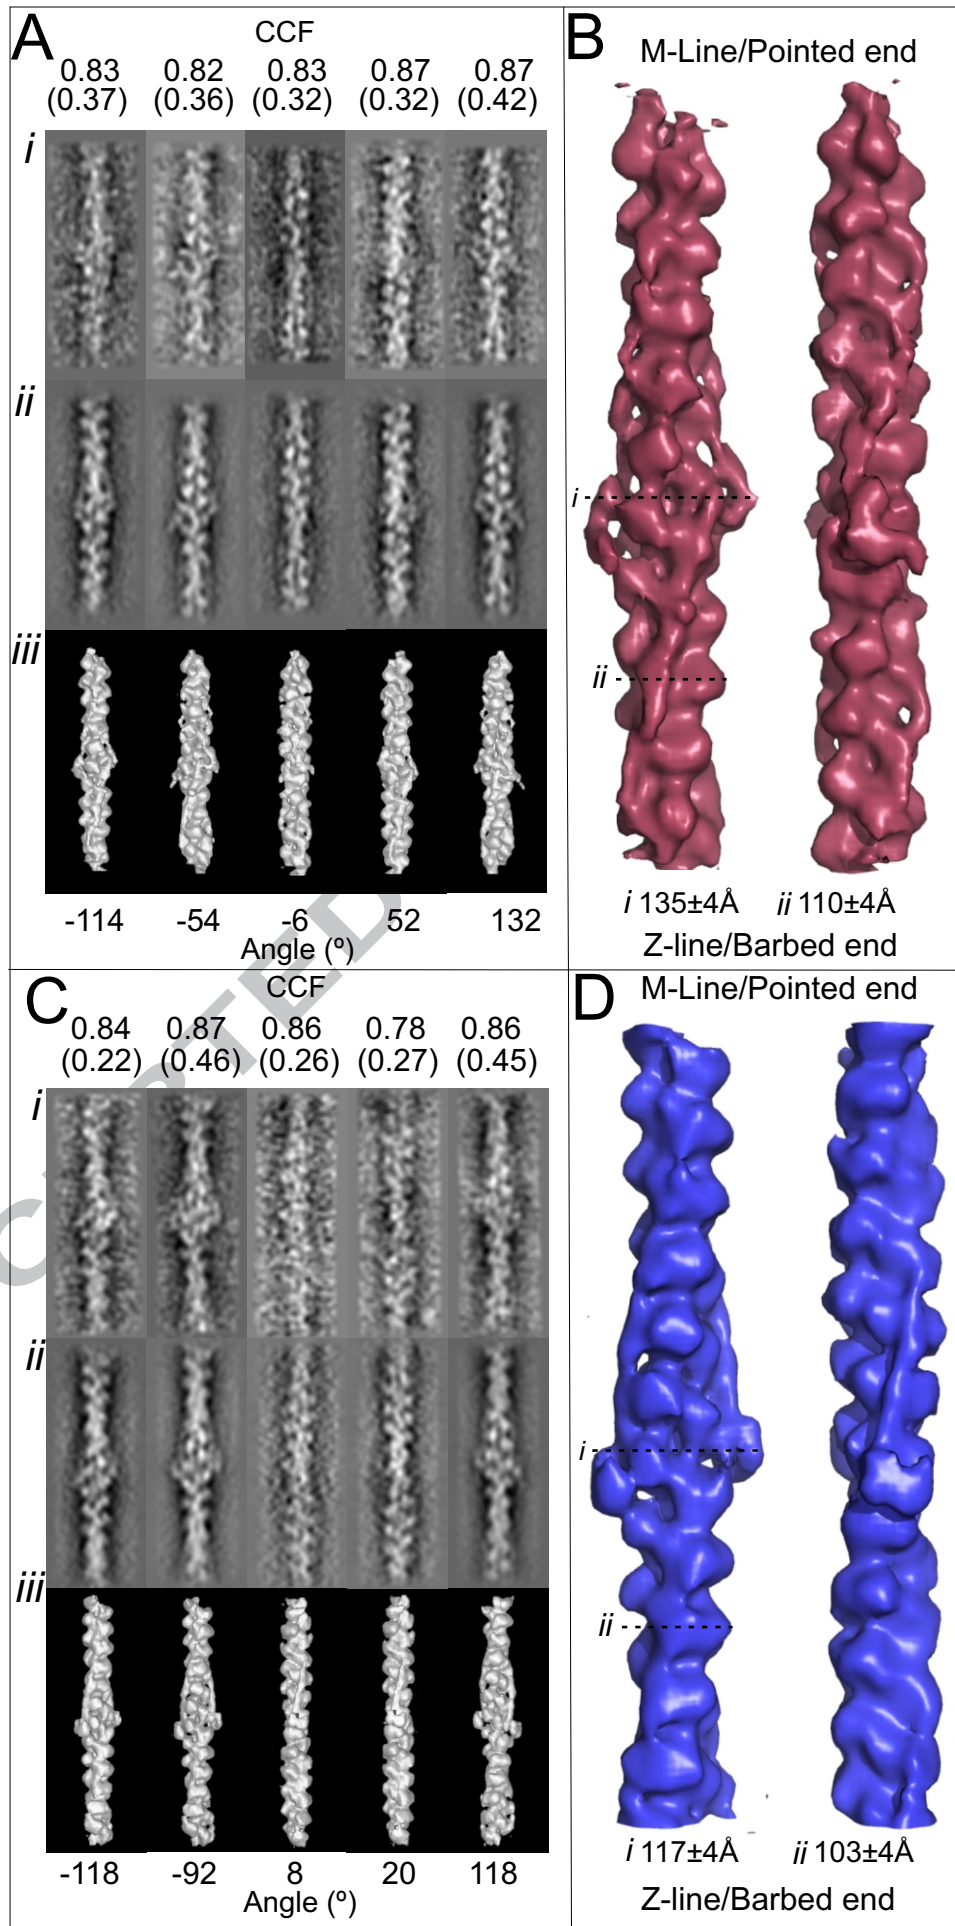 A
CCF
0.83 0.82 0.83 0.87 0.87
(0.37) (0.36) (0.32) (0.32) (0.42)
i
ii
iii
-114 -54 -6 52 132
Angle (º)
B
M-Line/Pointed end
i
ii
i 135±4Å ii 110±4Å
Z-line/Barbed end
C
CCF
0.84 0.87 0.86 0.78 0.86
(0.22) (0.46) (0.26) (0.27) (0.45)
i
ii
iii
-118 -92 8 20 118
Angle (º)
D
M-Line/Pointed end
i
ii
i 117±4Å ii 103±4Å
Z-line/Barbed end